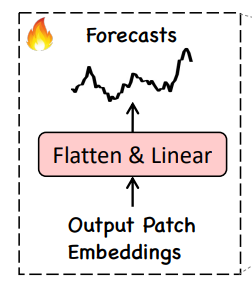 Forecasts
Flatten & Linear
Output Patch
Embeddings